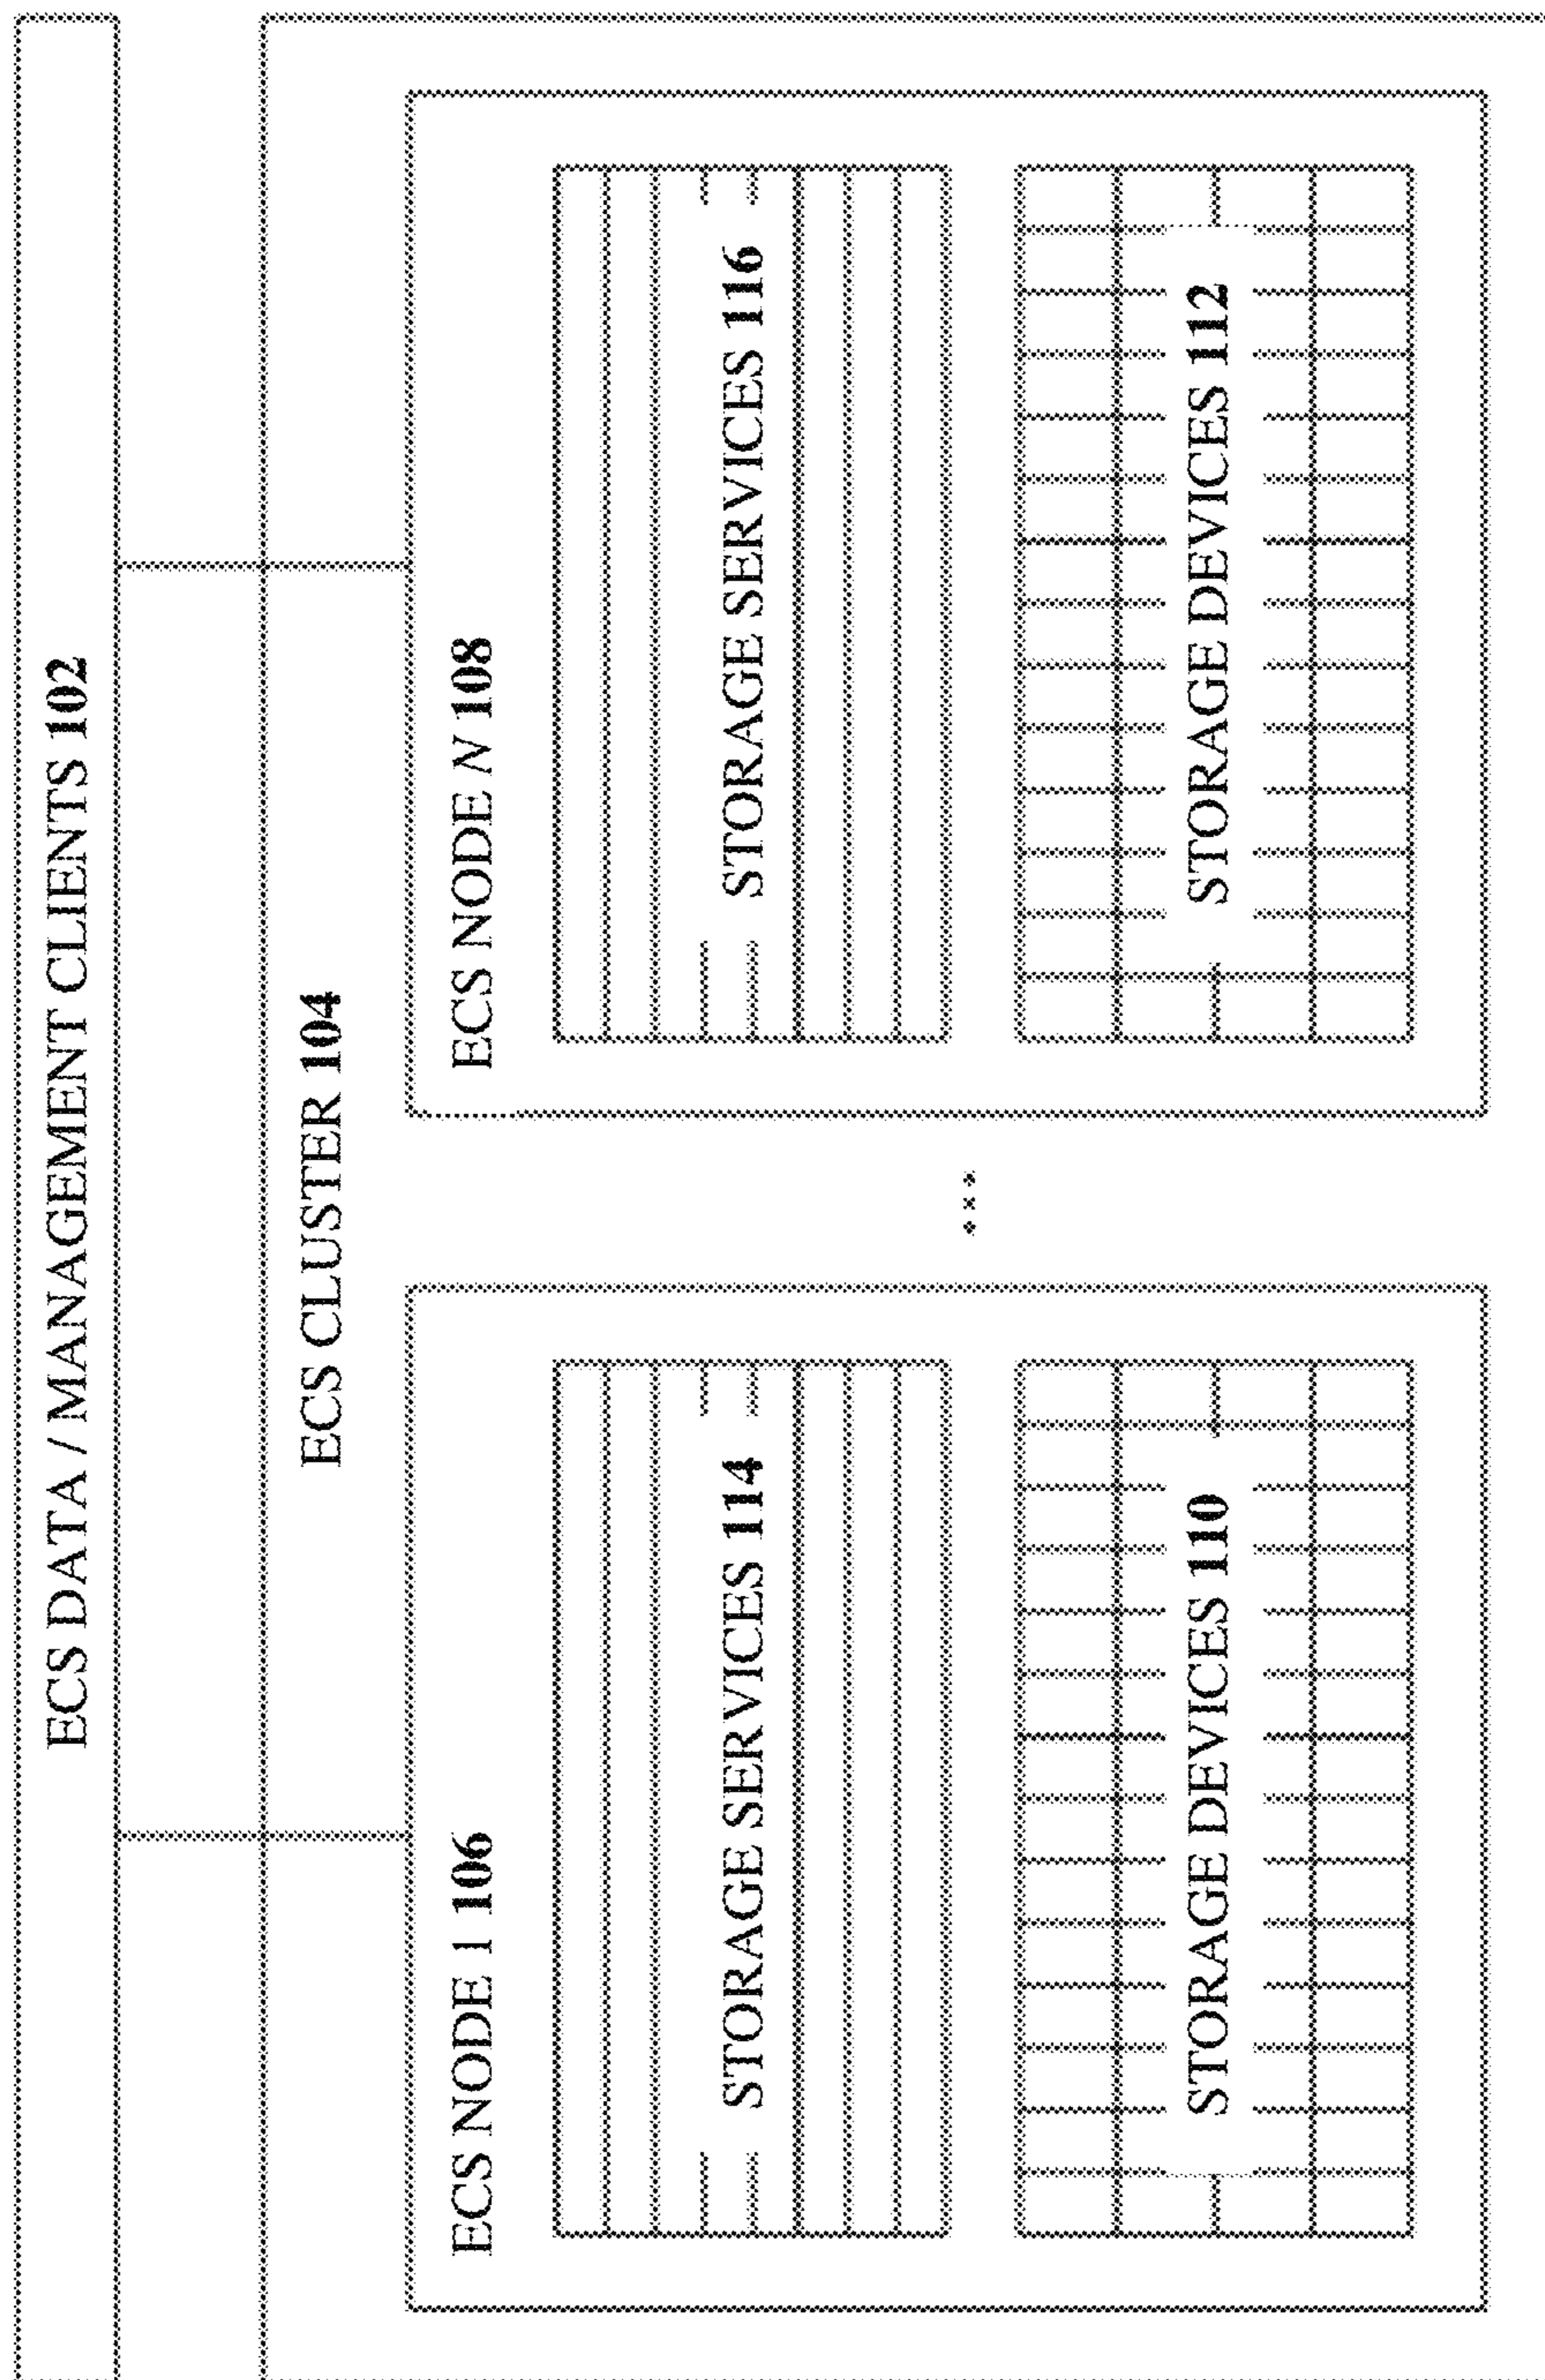 ECS DATA / MANAGEMENT CLIENTS 102
ECS CLUSTER 104
ECS NODE 1 106
STORAGE SERVICES 114
STORAGE DEVICES 110
ECS NODE N 108
STORAGE SERVICES 116
STORAGE DEVICES 112